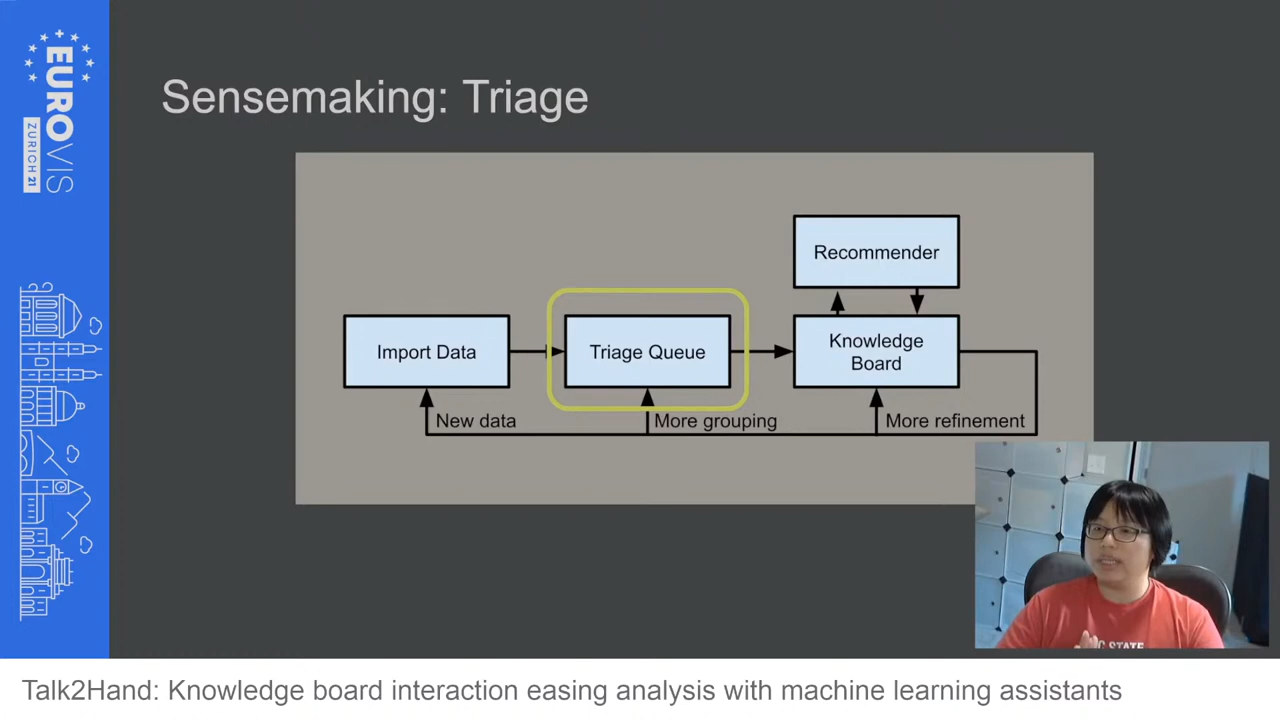 EUROVIS
ZURICH 21
Sensemaking: Triage
Recommender
Import Data
Triage Queue
Knowledge
Board
New data
More grouping
More refinement
STATE
Talk2Hand: Knowledge board interaction easing analysis with machine learning assistants